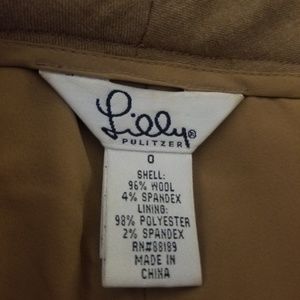 Lilly®
PULITZER
0
SHELL:
96% WOOL
4% SPANDEX
LINING:
98% POLYESTER
2% SPANDEX
RN#88189
MADE IN
CHINA